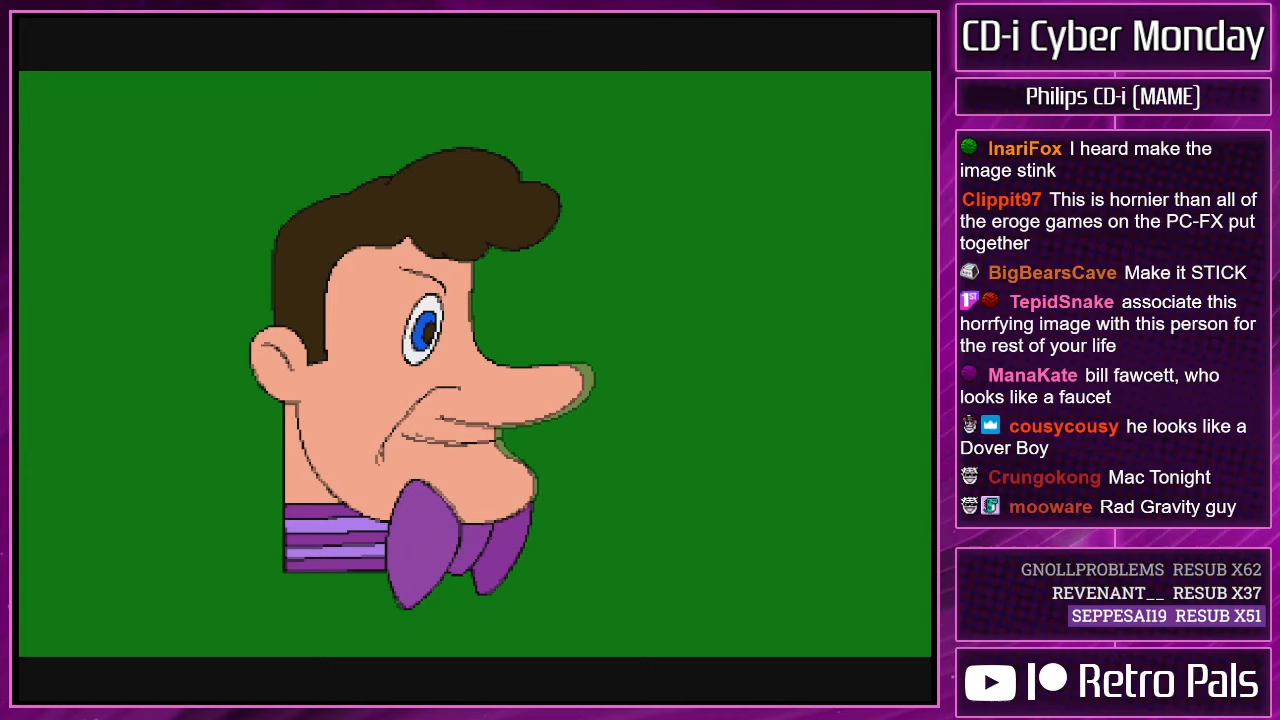 CD-i Cyber Monday
Philips CD-i [MAME]
InariFox I heard make the
image stink
Clippit97 This is hornier than all of
the eroge games on the PC-FX put
together
BigBearsCave Make it STICK
1ST TepidSnake associate this
horrfying image with this person for
the rest of your life
ManaKate bill fawcett, who
looks like a faucet
cousycousy he looks like a
Dover Boy
Crungokong Mac Tonight
mooware Rad Gravity guy
GNOLLPROBLEMS RESUB X62
REVENANT__ RESUB X37
SEPPESAI19 RESUB X51
Retro Pals